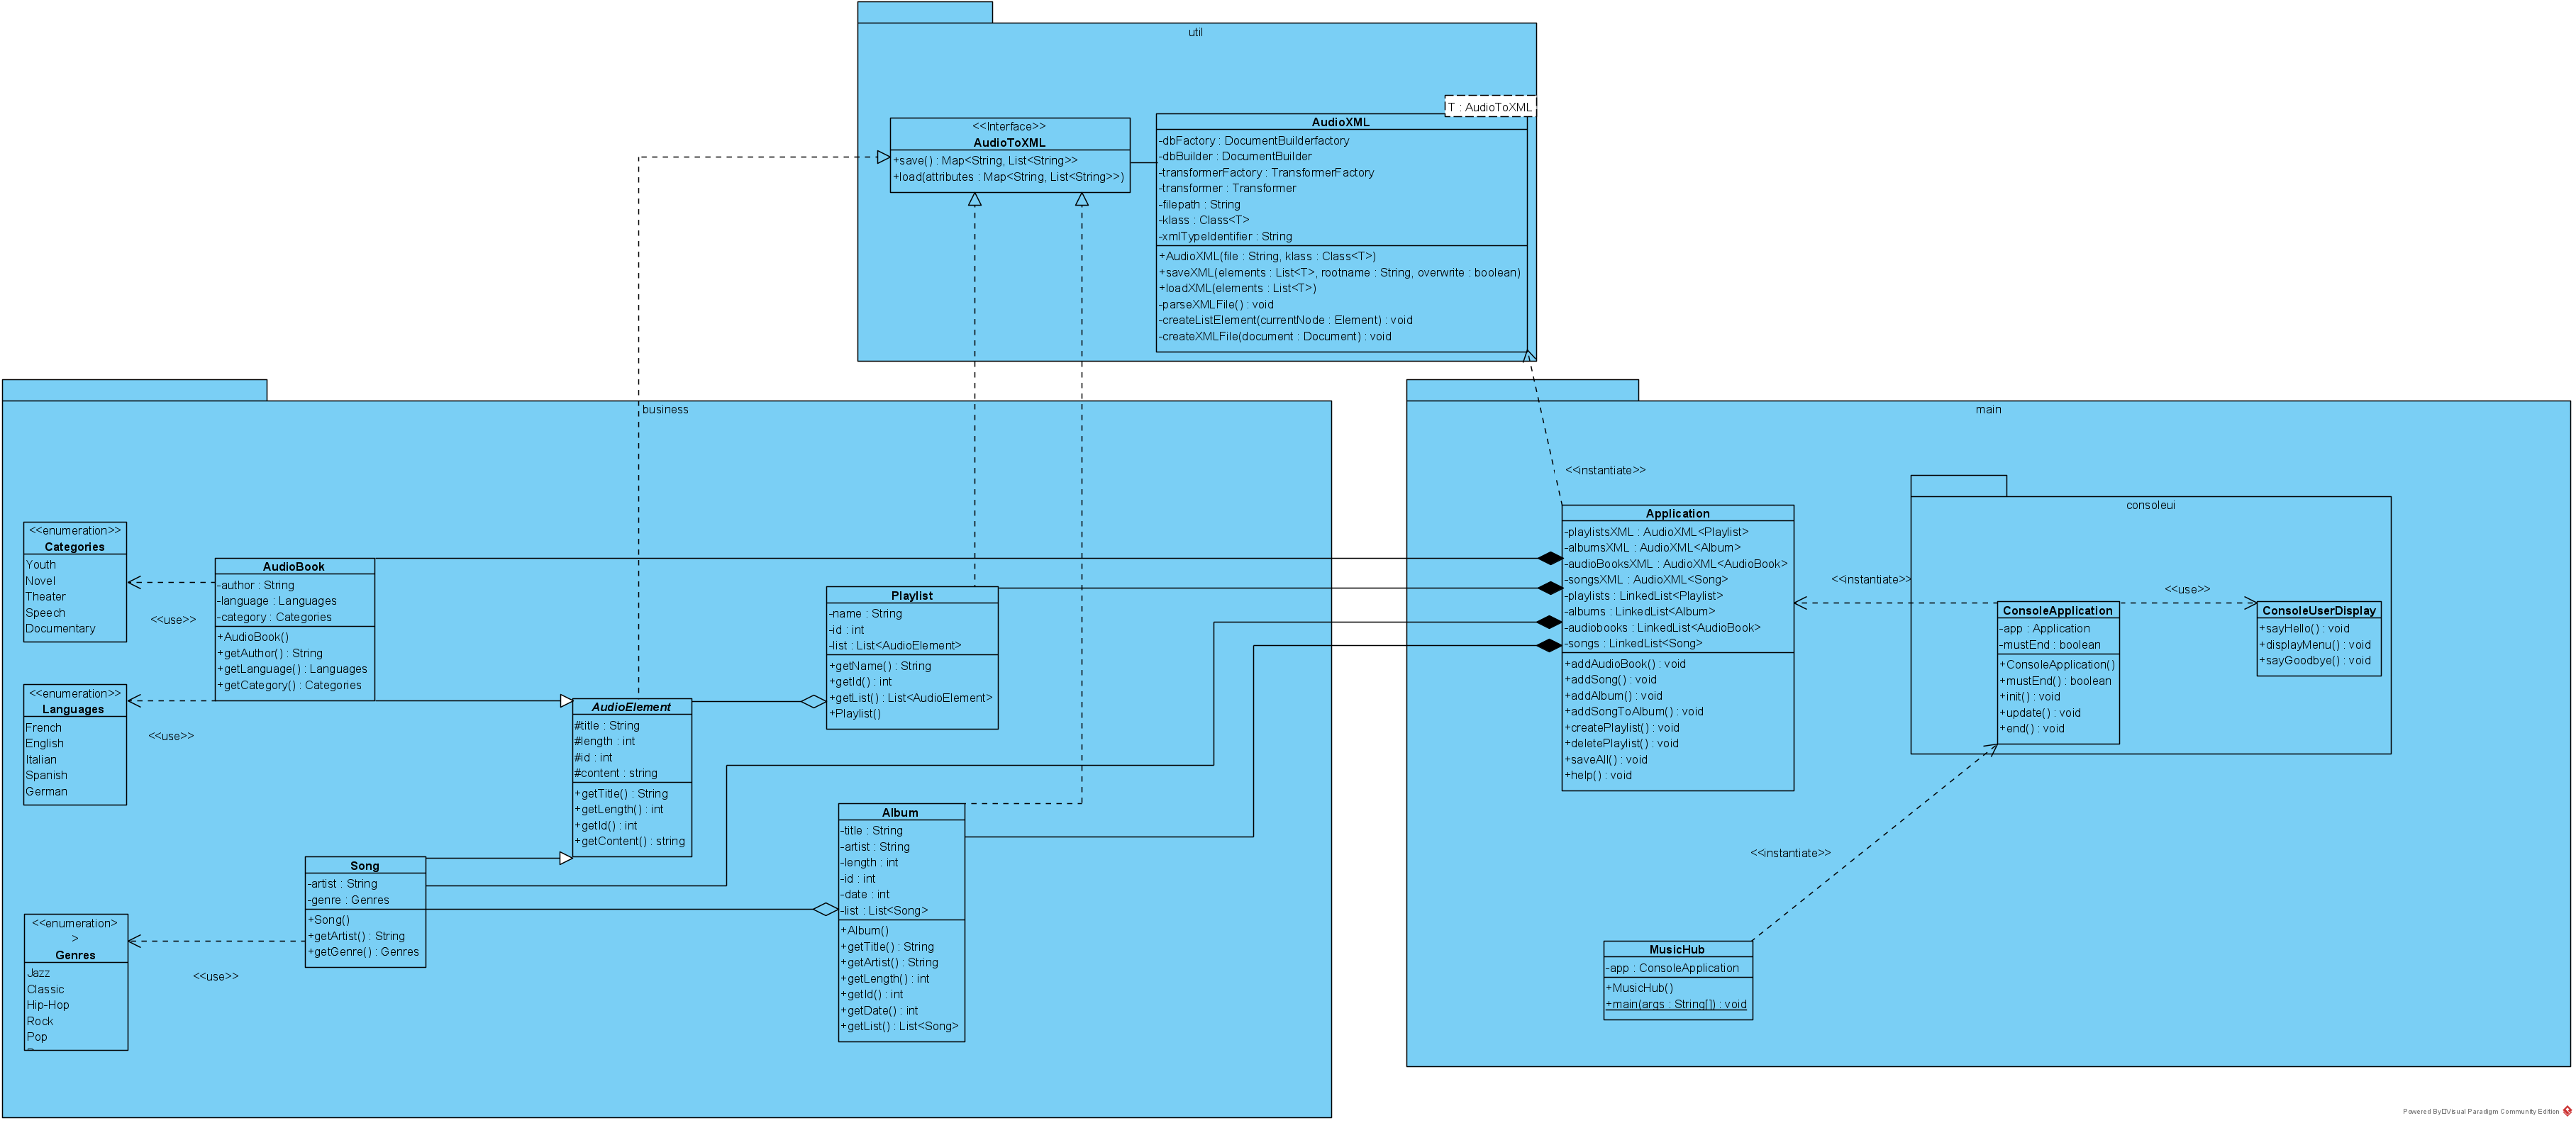 util
T : AudioToXML
<<Interface>>
AudioToXML
+save() : Map<String, List<String>>
+load(attributes : Map<String, List<String>>)
AudioXML
-dbFactory : DocumentBuilderfactory
-dbBuilder : DocumentBuilder
-transformerFactory : TransformerFactory
-transformer : Transformer
-filepath : String
-klass : Class<T>
-xmlTypeIdentifier : String
+AudioXML(file : String, klass : Class<T>)
+saveXML(elements : List<T>, rootname : String, overwrite : boolean)
+loadXML(elements : List<T>)
-parseXMLFile() : void
-createListElement(currentNode : Element) : void
-createXMLFile(document : Document) : void
business
<<enumeration>>
Categories
Youth
Novel
Theater
Speech
Documentary
<<use>>
AudioBook
-author : String
-language : Languages
-category : Categories
+AudioBook()
+getAuthor() : String
+getLanguage() : Languages
+getCategory() : Categories
<<enumeration>>
Languages
French
English
Italian
Spanish
German
<<use>>
AudioElement
#title : String
#length : int
#id : int
#content : string
+getTitle() : String
+getLength() : int
+getId() : int
+getContent() : string
Playlist
-name : String
-id : int
-list : List<AudioElement>
+getName() : String
+getId() : int
+getList() : List<AudioElement>
+Playlist()
Song
-artist : String
-genre : Genres
+Song()
+getArtist() : String
+getGenre() : Genres
<<enumeration>
>
Genres
Jazz
Classic
Hip-Hop
Rock
Pop
<<use>>
Album
-title : String
-artist : String
-length : int
-id : int
-date : int
-list : List<Song>
+Album()
+getTitle() : String
+getArtist() : String
+getLength() : int
+getId() : int
+getDate() : int
+getList() : List<Song>
main
<<instantiate>>
Application
-playlistsXML : AudioXML<Playlist>
-albumsXML : AudioXML<Album>
-audioBooksXML : AudioXML<AudioBook>
-songsXML : AudioXML<Song>
-playlists : LinkedList<Playlist>
-albums : LinkedList<Album>
-audiobooks : LinkedList<AudioBook>
-songs : LinkedList<Song>
+addAudioBook() : void
+addSong() : void
+addAlbum() : void
+addSongToAlbum() : void
+createPlaylist() : void
+deletePlaylist() : void
+saveAll() : void
+help() : void
<<instantiate>>
consoleui
ConsoleApplication
-app : Application
-mustEnd : boolean
+ConsoleApplication()
+mustEnd() : boolean
+init() : void
+update() : void
+end() : void
<<use>>
ConsoleUserDisplay
+sayHello() : void
+displayMenu() : void
+sayGoodbye() : void
<<instantiate>>
MusicHub
-app : ConsoleApplication
+MusicHub()
+main(args : String[]) : void
Powered By Visual Paradigm Community Edition